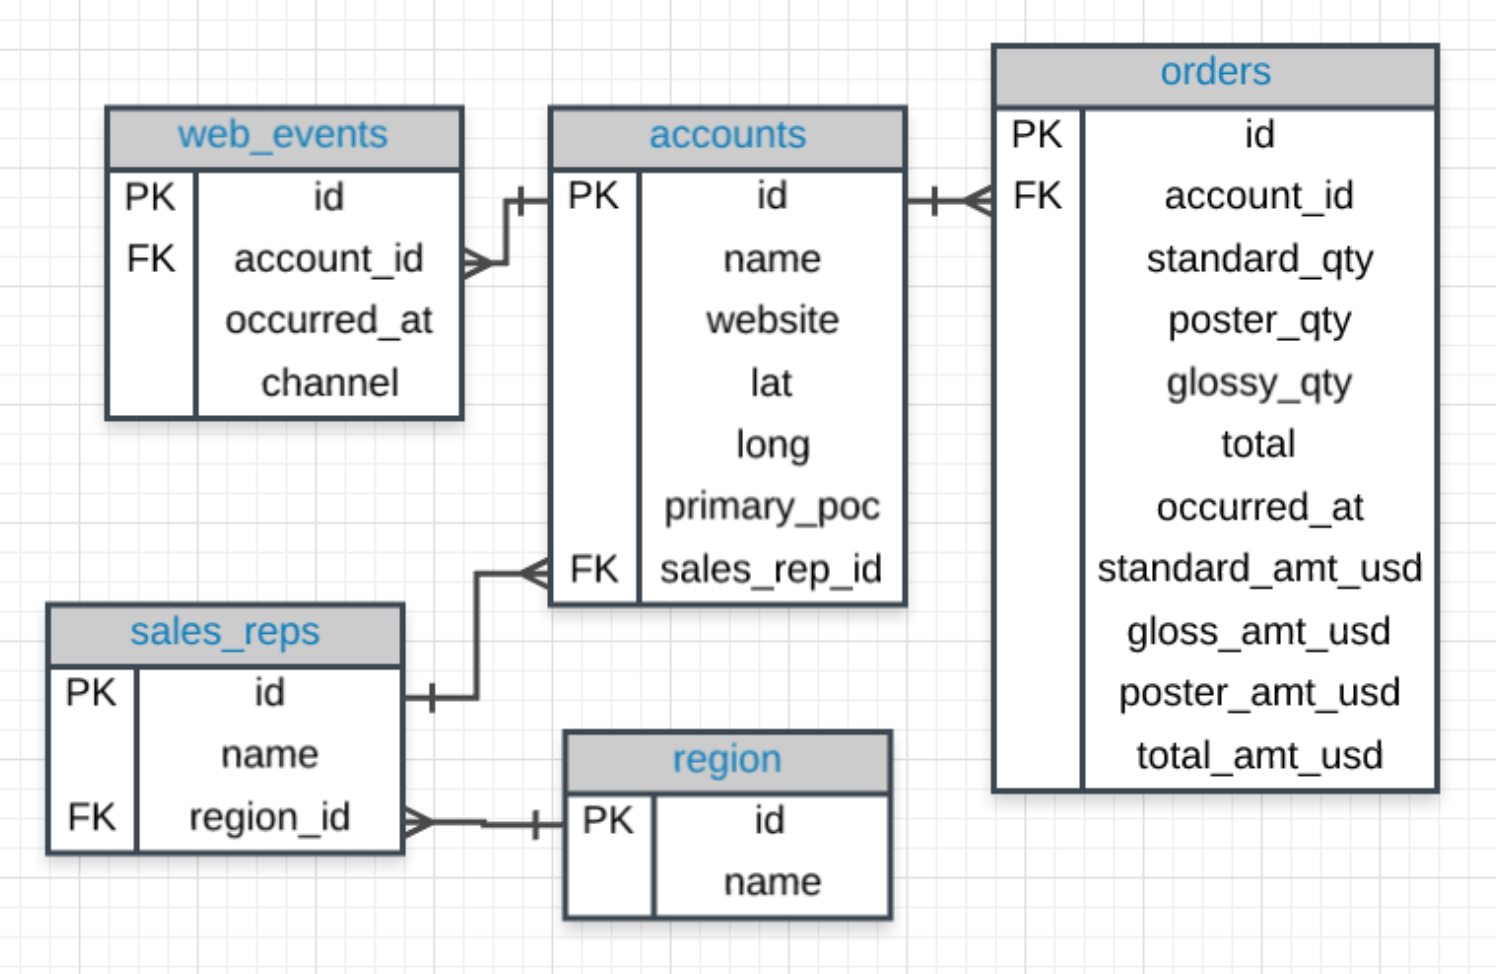 web_events
PK id
FK account_id
occurred_at
channel
accounts
PK id
name
website
lat
long
primary_poc
FK sales_rep_id
orders
PK id
FK account_id
standard_qty
poster_qty
glossy_qty
total
occurred_at
standard_amt_usd
gloss_amt_usd
poster_amt_usd
total_amt_usd
sales_reps
PK id
name
FK region_id
region
PK id
name